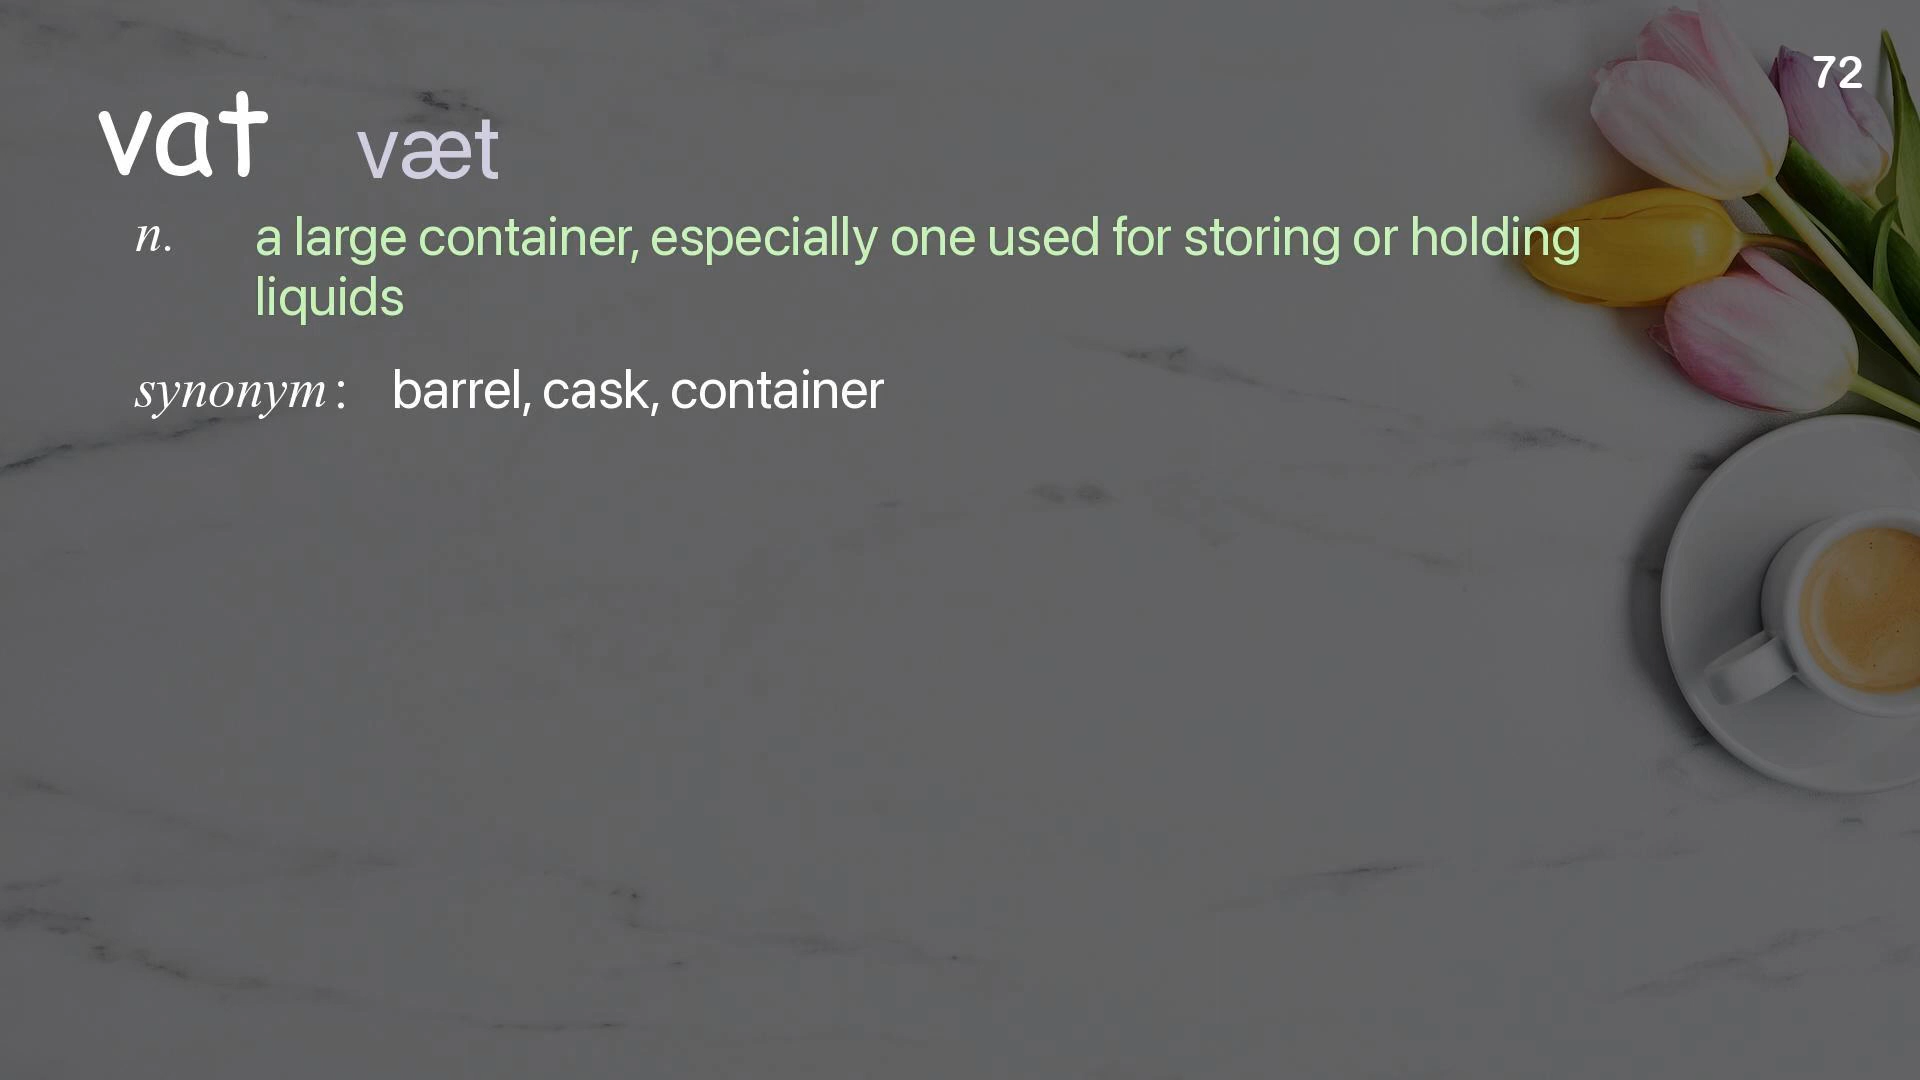 72
vat væt
n. a large container, especially one used for storing or holding
liquids
synonym: barrel, cask, container